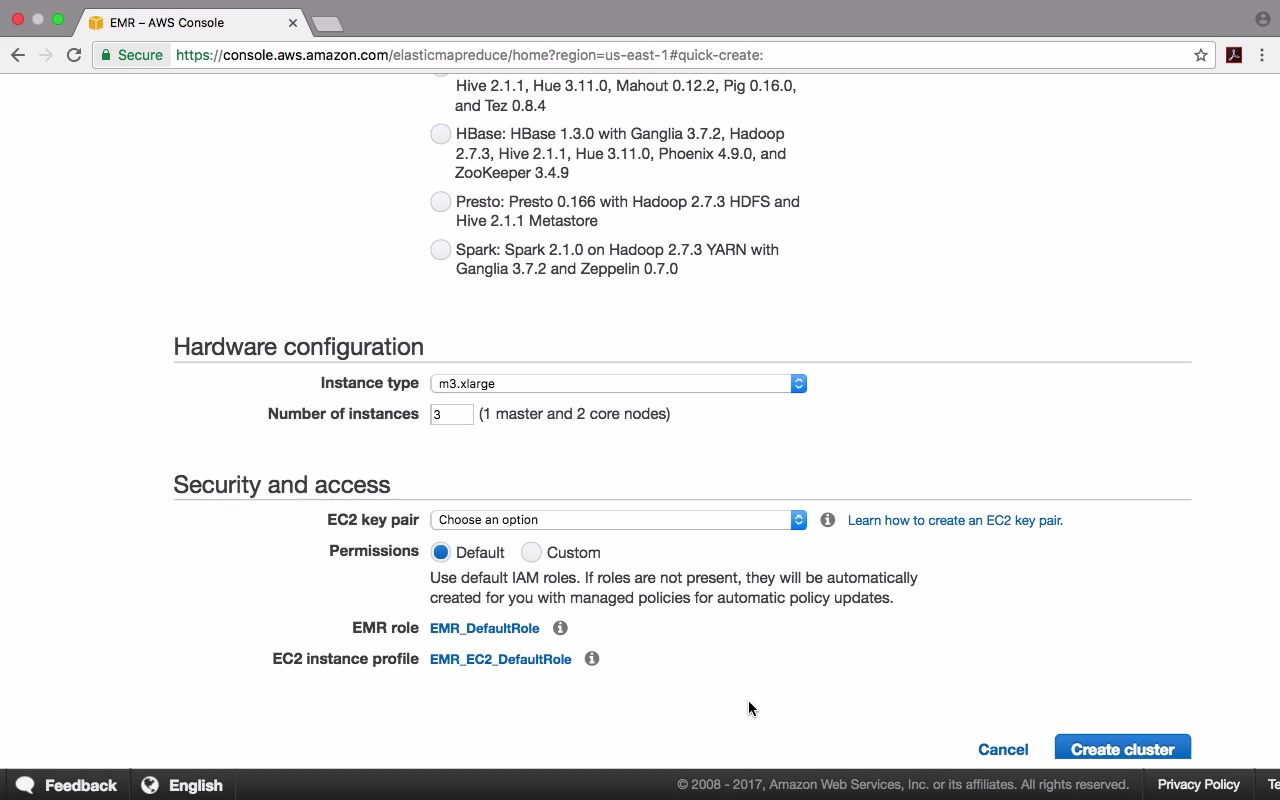 EMR – AWS Console
Secure https://console.aws.amazon.com/elasticmapreduce/home?region=us-east-1#quick-create:
Hive 2.1.1, Hue 3.11.0, Mahout 0.12.2, Pig 0.16.0,
and Tez 0.8.4
HBase: HBase 1.3.0 with Ganglia 3.7.2, Hadoop
2.7.3, Hive 2.1.1, Hue 3.11.0, Phoenix 4.9.0, and
ZooKeeper 3.4.9
Presto: Presto 0.166 with Hadoop 2.7.3 HDFS and
Hive 2.1.1 Metastore
Spark: Spark 2.1.0 on Hadoop 2.7.3 YARN with
Ganglia 3.7.2 and Zeppelin 0.7.0
Hardware configuration
Instance type m3.xlarge
Number of instances 3 (1 master and 2 core nodes)
Security and access
EC2 key pair Choose an option Learn how to create an EC2 key pair.
Permissions Default Custom
Use default IAM roles. If roles are not present, they will be automatically
created for you with managed policies for automatic policy updates.
EMR role EMR_DefaultRole
EC2 instance profile EMR_EC2_DefaultRole
Cancel Create cluster
Feedback English © 2008 - 2017, Amazon Web Services, Inc. or its affiliates. All rights reserved. Privacy Policy Te